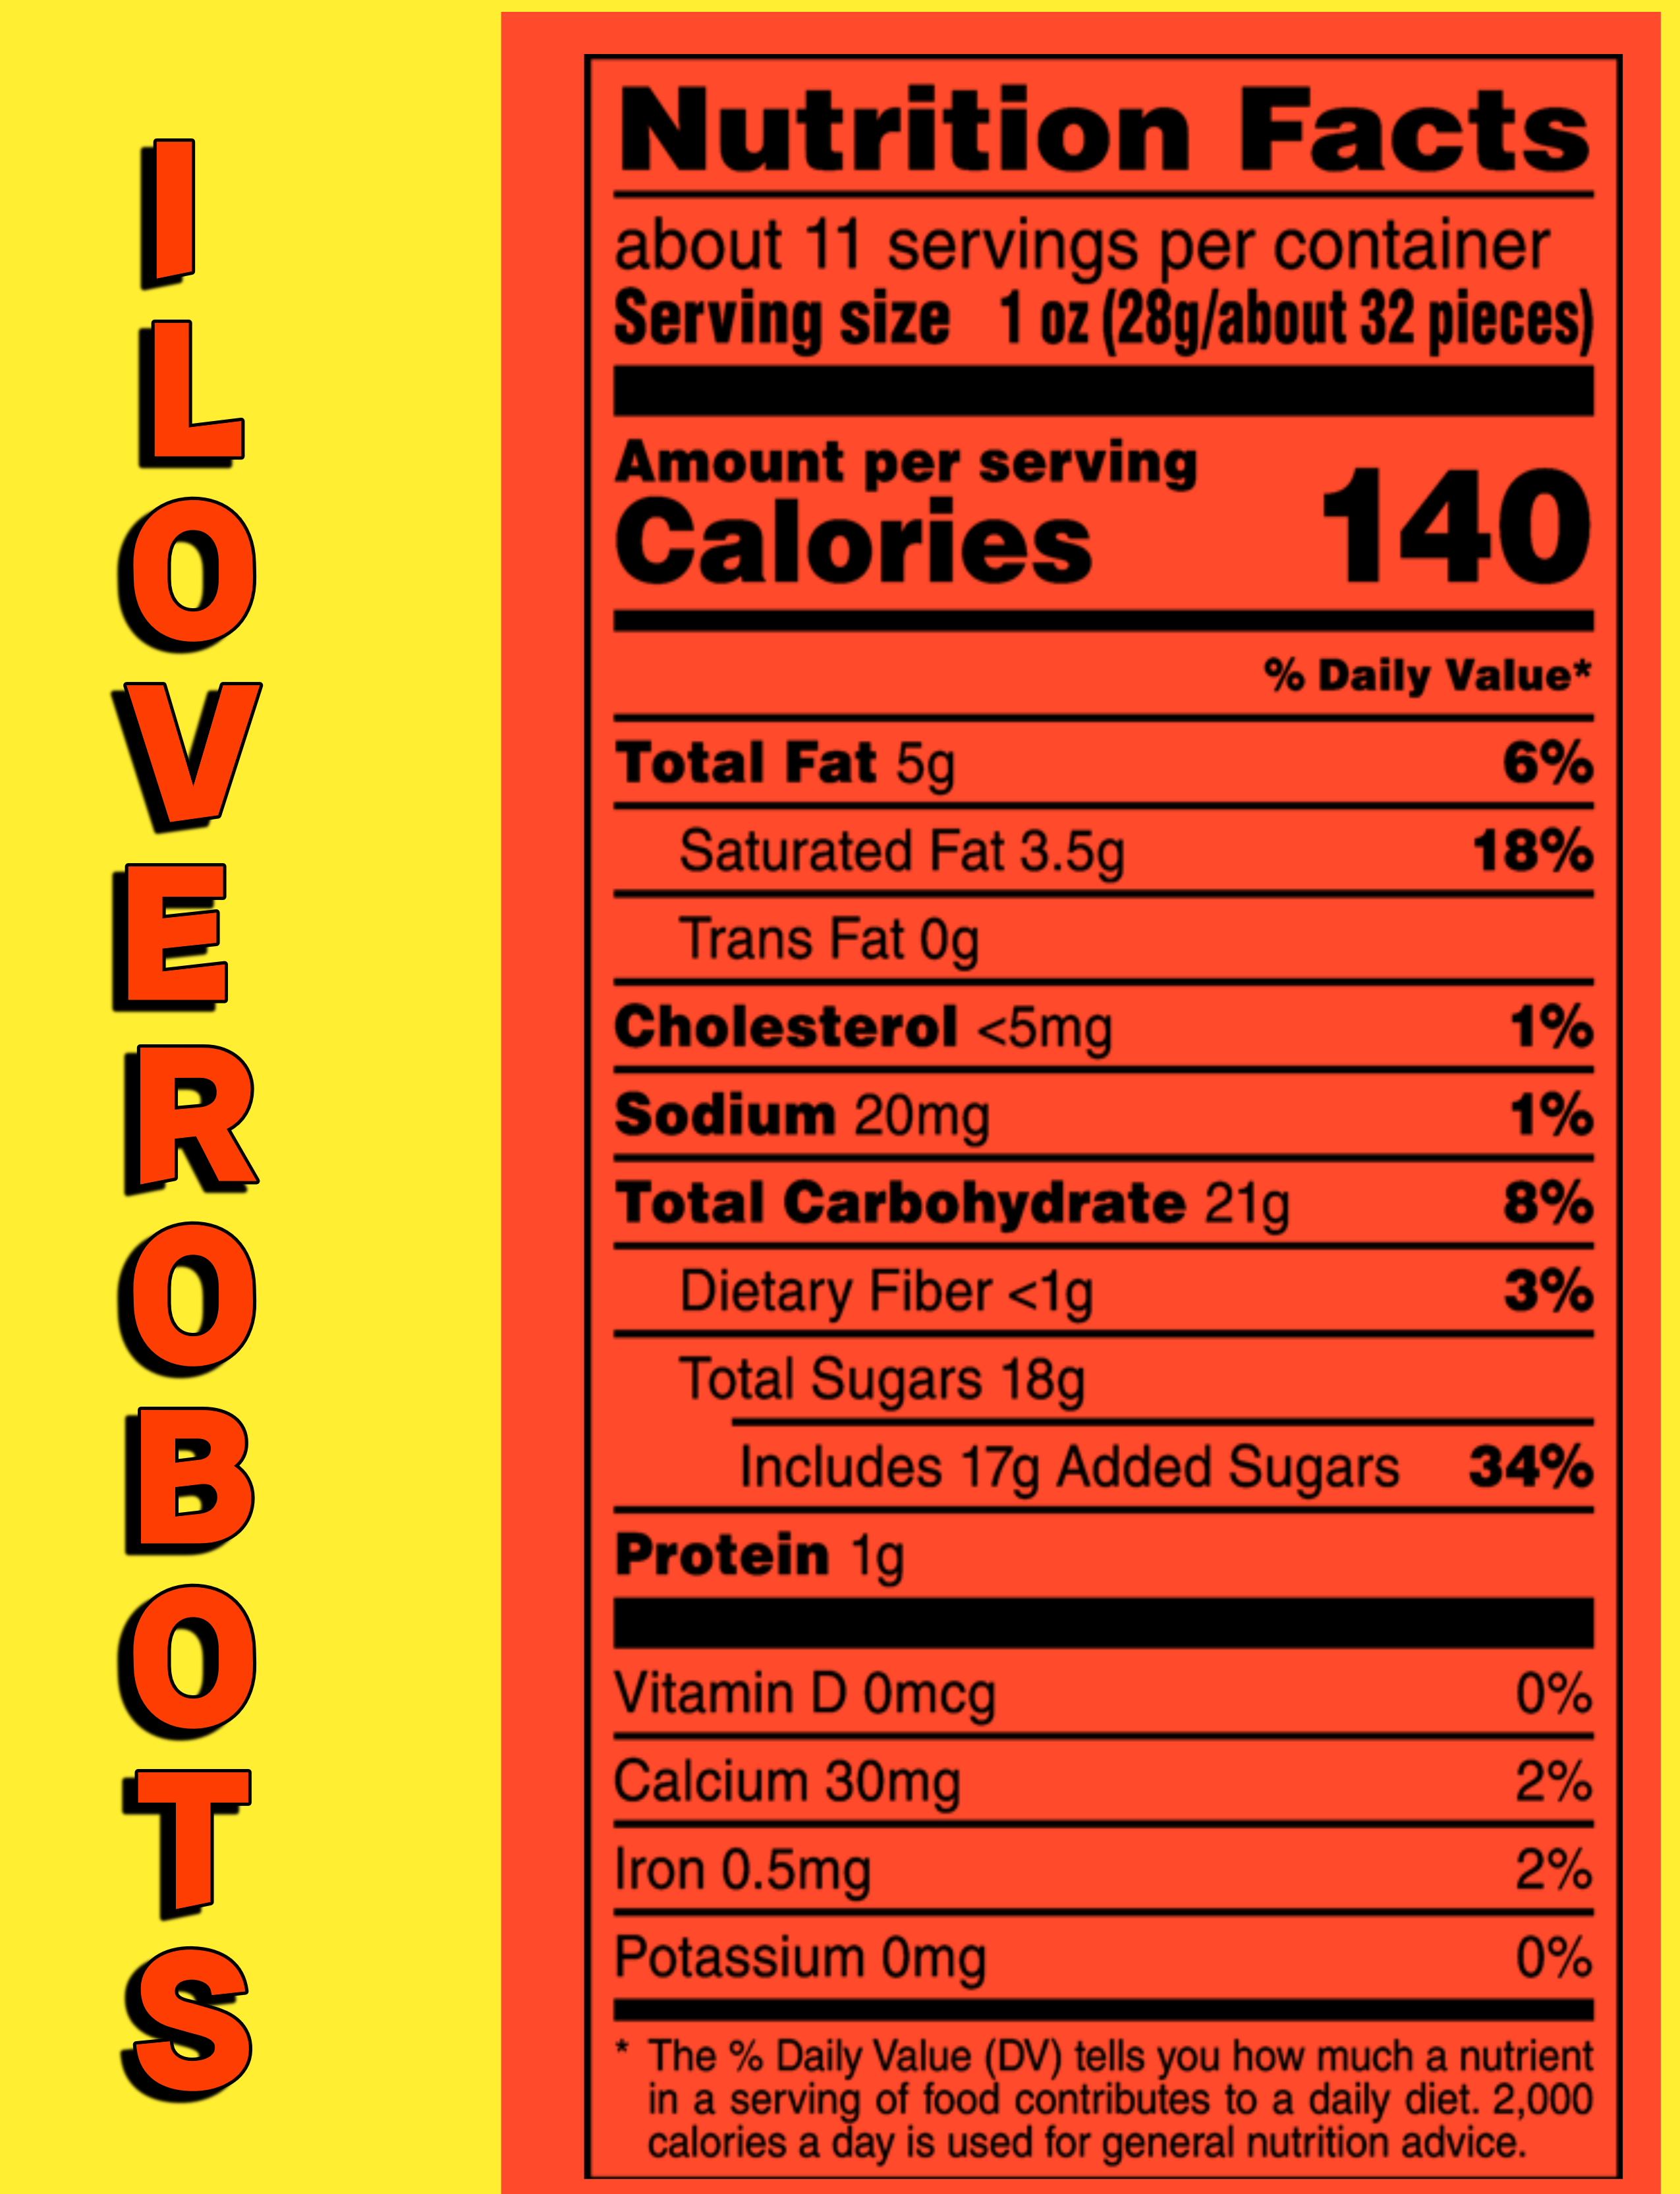 I
L
O
V
E
R
O
B
O
T
S
Nutrition Facts
about 11 servings per container
Serving size 1 oz (28g/about 32 pieces)
Amount per serving
Calories 140
% Daily Value*
Total Fat 5g 6%
Saturated Fat 3.5g 18%
Trans Fat 0g
Cholesterol <5mg 1%
Sodium 20mg 1%
Total Carbohydrate 21g 8%
Dietary Fiber <1g 3%
Total Sugars 18g
Includes 17g Added Sugars 34%
Protein 1g
Vitamin D 0mcg 0%
Calcium 30mg 2%
Iron 0.5mg 2%
Potassium 0mg 0%
* The % Daily Value (DV) tells you how much a nutrient
in a serving of food contributes to a daily diet. 2,000
calories a day is used for general nutrition advice.